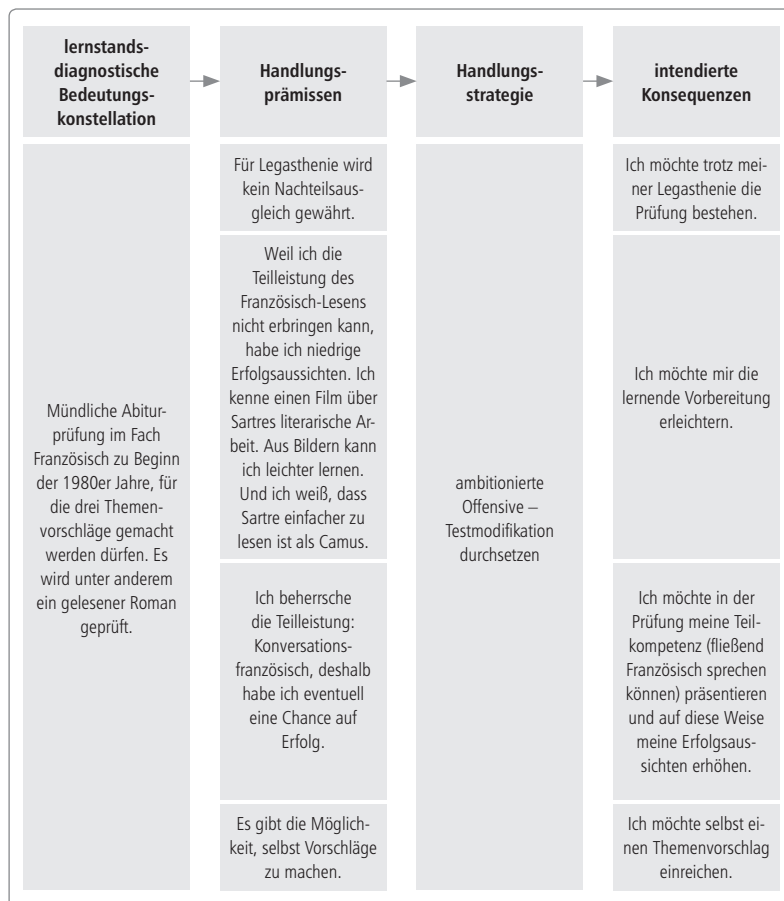 lernstands-
diagnostische
Bedeutungs-
konstellation
Handlungs-
prämissen
Handlungs-
strategie
intendierte
Konsequenzen
Mündliche Abitur-
prüfung im Fach
Französisch zu Beginn
der 1980er Jahre, für
die drei Themen-
vorschläge gemacht
werden dürfen. Es
wird unter anderem
ein gelesener Roman
geprüft.
Für Legasthenie wird
kein Nachteilsaus-
gleich gewährt.
Weil ich die
Teilleistung des
Französisch-Lesens
nicht erbringen kann,
habe ich niedrige
Erfolgsaussichten. Ich
kenne einen Film über
Sartres literarische Ar-
beit. Aus Bildern kann
ich leichter lernen.
Und ich weiß, dass
Sartre einfacher zu
lesen ist als Camus.
Ich beherrsche
die Teilleistung:
Konversations-
französisch, deshalb
habe ich eventuell
eine Chance auf
Erfolg.
Es gibt die Möglich-
keit, selbst Vorschläge
zu machen.
ambitionierte
Offensive –
Testmodifikation
durchsetzen
Ich möchte trotz mei-
ner Legasthenie die
Prüfung bestehen.
Ich möchte mir die
lernende Vorbereitung
erleichtern.
Ich möchte in der
Prüfung meine Teil-
kompetenz (fließend
Französisch sprechen
können) präsentieren
und auf diese Weise
meine Erfolgsaus-
sichten erhöhen.
Ich möchte selbst ei-
nen Themenvorschlag
einreichen.